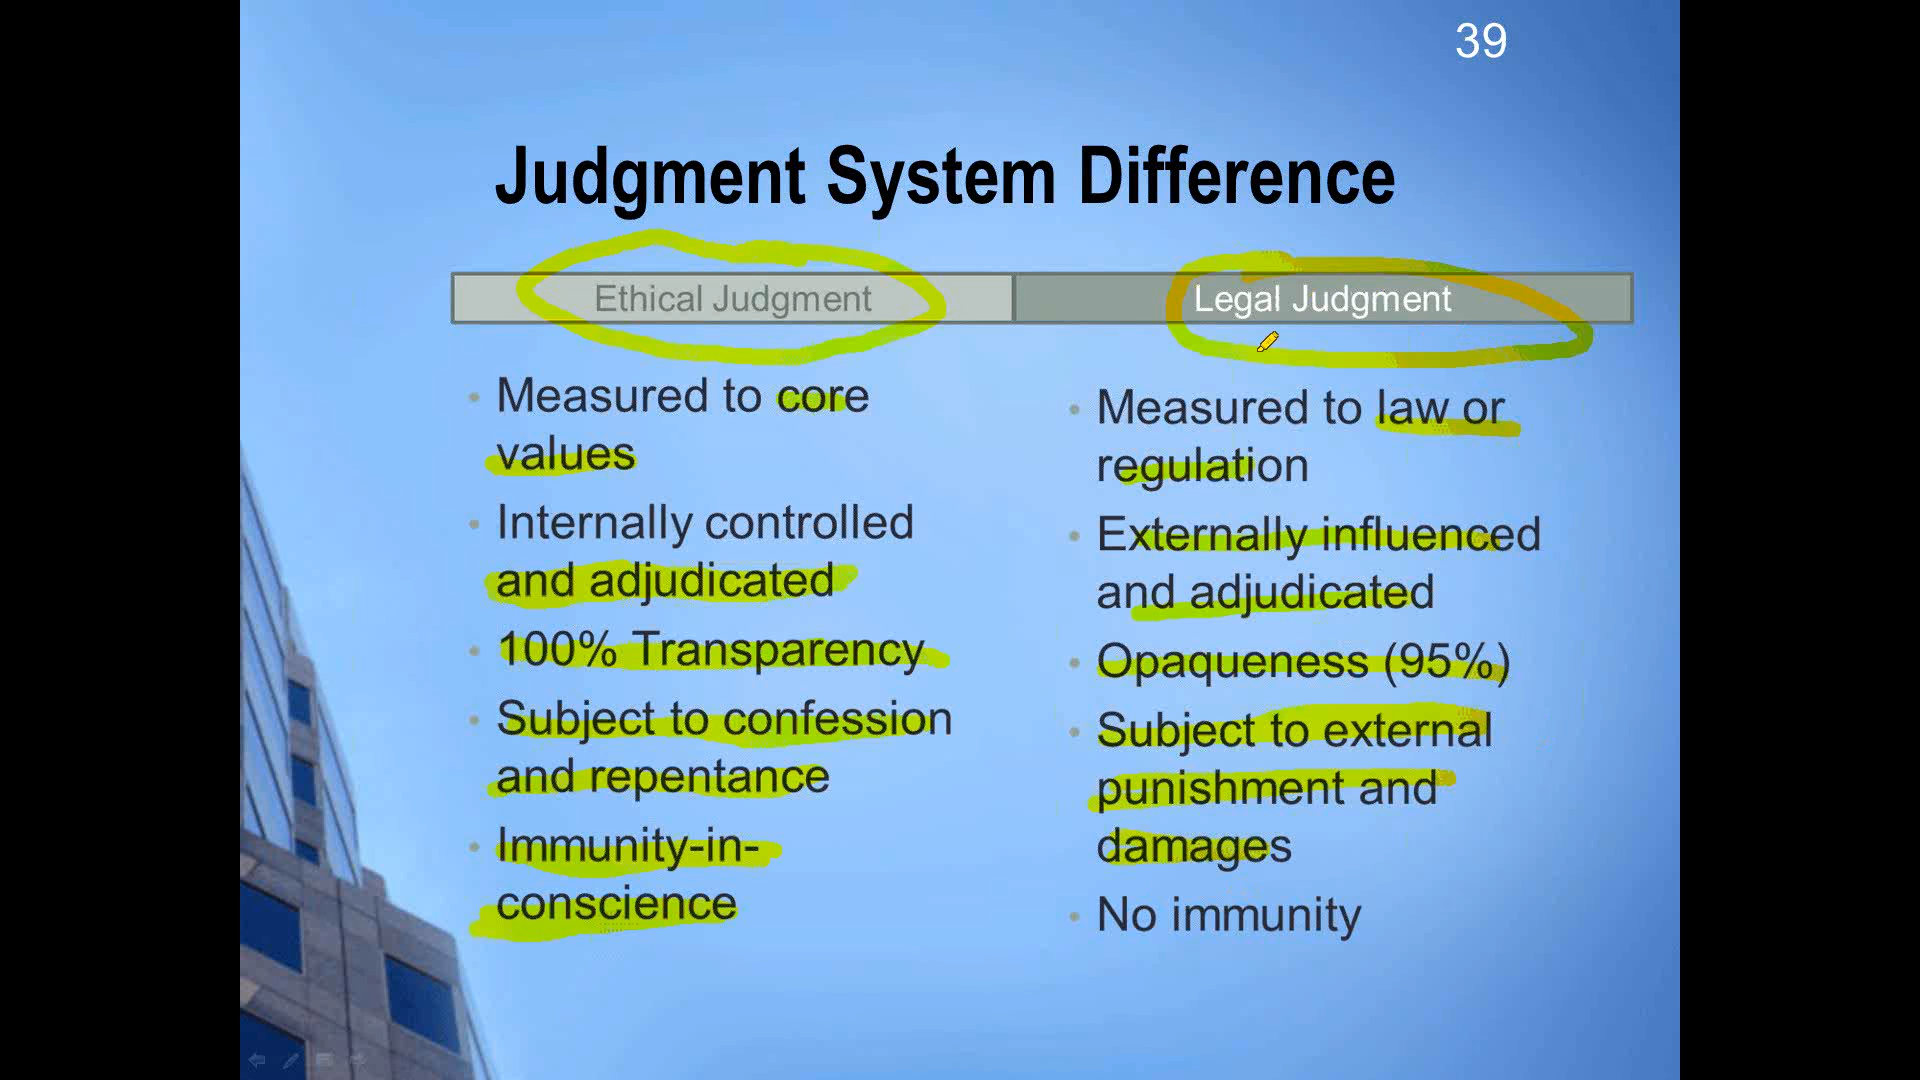 39
Judgment System Difference
Ethical Judgment
Legal Judgment
• Measured to core
values
• Internally controlled
and adjudicated
• 100% Transparency
• Subject to confession
and repentance
• Immunity-in-
conscience
• Measured to law or
regulation
• Externally influenced
and adjudicated
• Opaqueness (95%)
• Subject to external
punishment and
damages
• No immunity